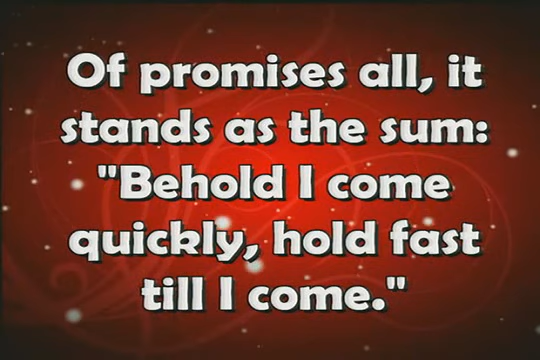 Of promises all, it
stands as the sum:
"Behold I come
quickly, hold fast
till I come."